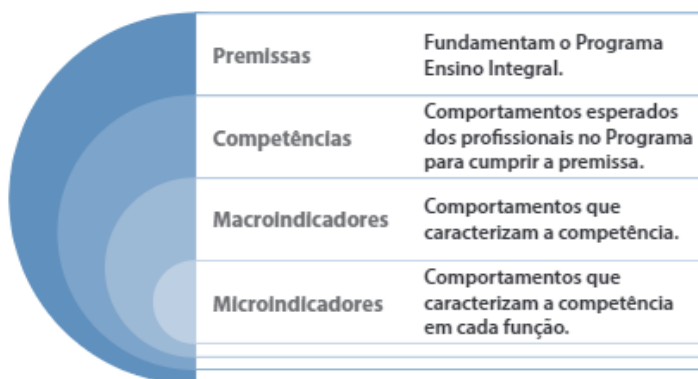 Premissas
Fundamentam o Programa
Ensino Integral.
Competências
Comportamentos esperados
dos profissionais no Programa
para cumprir a premissa.
Macroindicadores
Comportamentos que
caracterizam a competência.
Microindicadores
Comportamentos que
caracterizam a competência
em cada função.